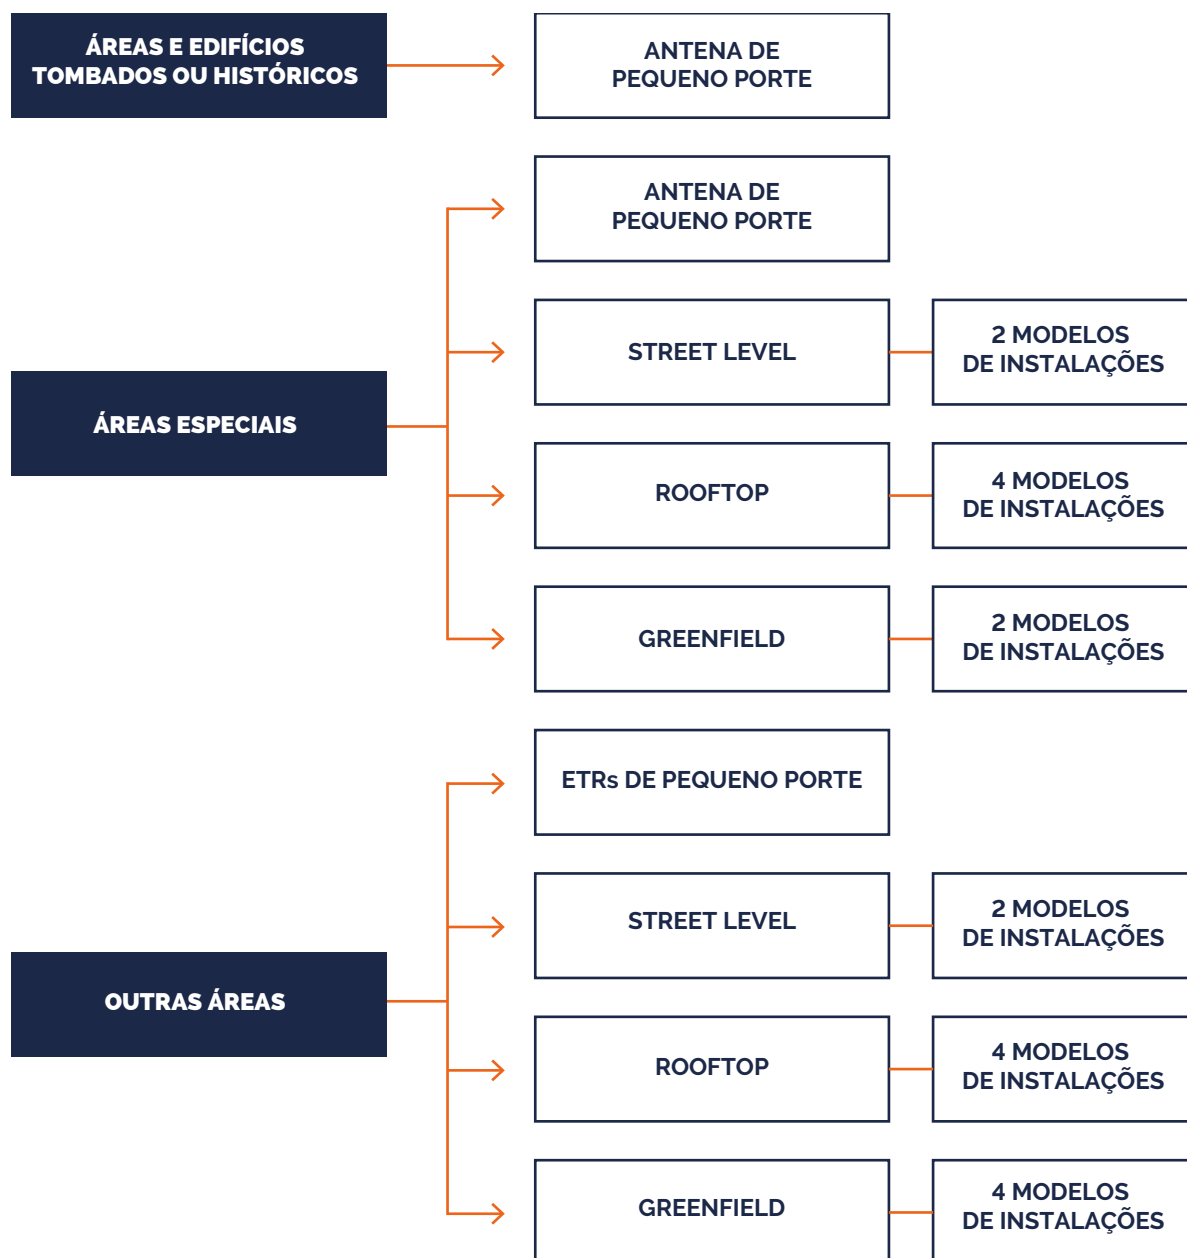 ÁREAS E EDIFÍCIOS
TOMBADOS OU HISTÓRICOS
ANTENA DE
PEQUENO PORTE
ÁREAS ESPECIAIS
ANTENA DE
PEQUENO PORTE
STREET LEVEL
2 MODELOS
DE INSTALAÇÕES
ROOFTOP
4 MODELOS
DE INSTALAÇÕES
GREENFIELD
2 MODELOS
DE INSTALAÇÕES
OUTRAS ÁREAS
ETRs DE PEQUENO PORTE
STREET LEVEL
2 MODELOS
DE INSTALAÇÕES
ROOFTOP
4 MODELOS
DE INSTALAÇÕES
GREENFIELD
4 MODELOS
DE INSTALAÇÕES